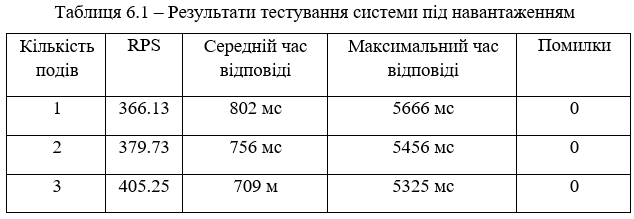 Таблиця 6.1 – Результати тестування системи під навантаженням
Кількість подів RPS Середній час відповіді Максимальний час відповіді Помилки
1 366.13 802 мс 5666 мс 0
2 379.73 756 мс 5456 мс 0
3 405.25 709 м 5325 мс 0